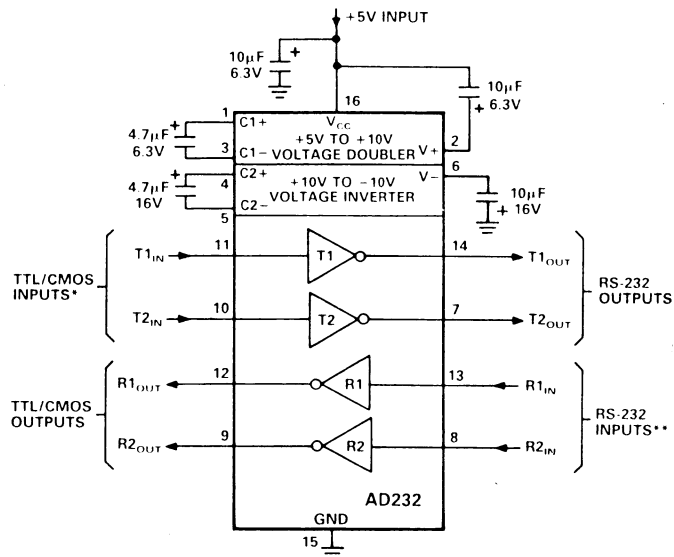 +5V INPUT
10μF
6.3V
+
10μF
6.3V
+
16
VCC
1
C1+
+5V TO +10V
VOLTAGE DOUBLER
V+
2
4.7μF
6.3V
+
3
C1−
4
C2+
+10V TO −10V
VOLTAGE INVERTER
V−
6
4.7μF
16V
+
C2−
5
10μF
16V
+
TTL/CMOS
INPUTS*
T1IN
11
T1
14
T1OUT
RS-232
OUTPUTS
T2IN
10
T2
7
T2OUT
TTL/CMOS
OUTPUTS
R1OUT
12
R1
13
R1IN
RS-232
INPUTS**
R2OUT
9
R2
8
R2IN
AD232
GND
15